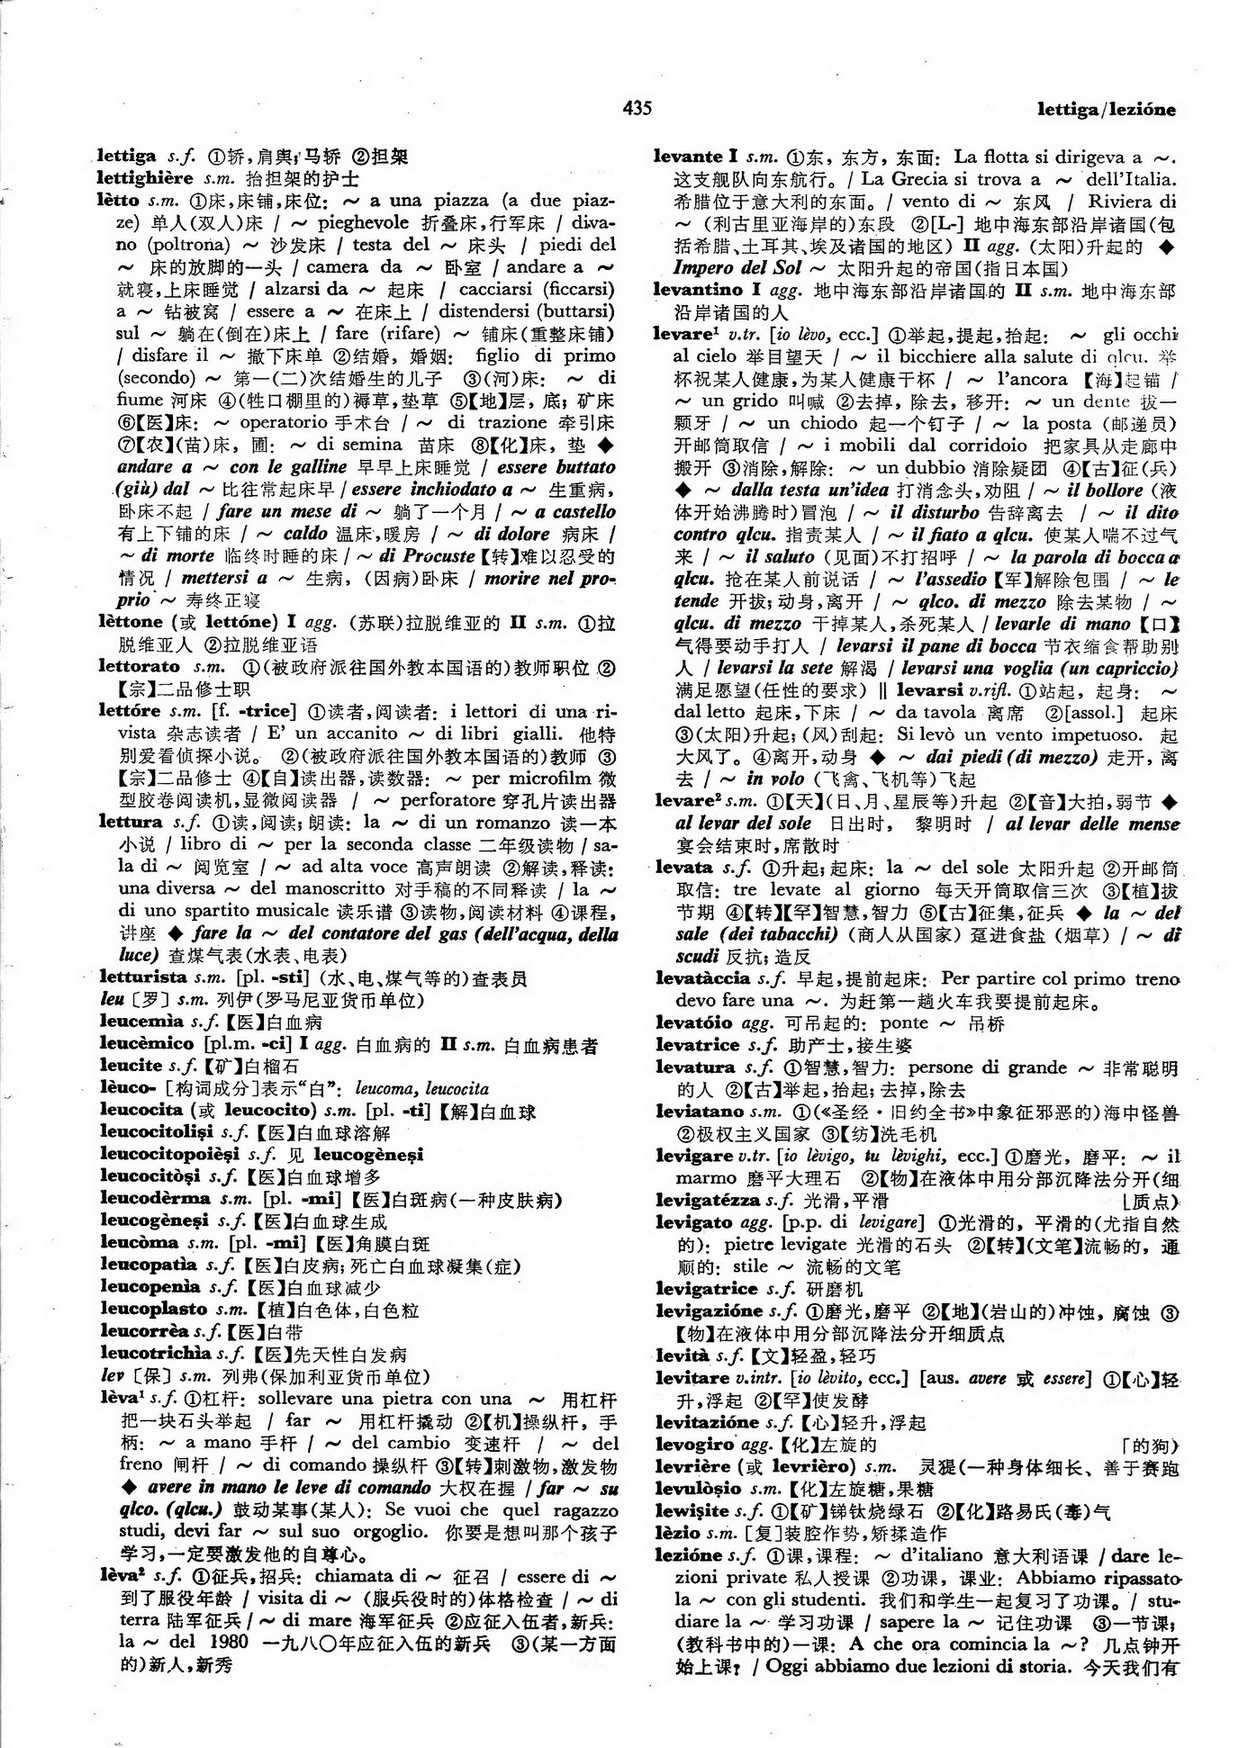 435
lettiga/lezióne
lettiga s.f. ①轿,肩舆;马轿 ②担架
lettighière s.m. 抬担架的护士
lètto s.m. ①床,床铺,床位: ～ a una piazza (a due piaz-
ze) 单人(双人)床 / ～ pieghevole 折叠床,行军床 / diva-
no (poltrona) ～ 沙发床 / testa del ～ 床头 / piedi del
～ 床的放脚的一头 / camera da ～ 卧室 / andare a ～
就寝,上床睡觉 / alzarsi da ～ 起床 / cacciarsi (ficcarsi)
a ～ 钻被窝 / essere a ～ 在床上 / distendersi (buttarsi)
sul ～ 躺在(倒在)床上 / fare (rifare) ～ 铺床(重整床铺)
/ disfare il ～ 撤下床单 ②结婚，婚姻: figlio di primo
(secondo) ～ 第一(二)次结婚生的儿子 ③(河)床: ～ di
fiume 河床 ④(牲口棚里的)褥草,垫草 ⑤【地】层，底；矿床
⑥【医】床: ～ operatorio 手术台 / ～ di trazione 牵引床
⑦【农】(苗)床，圃: ～ di semina 苗床 ⑧【化】床，垫 ◆
andare a ～ con le galline 早早上床睡觉 / essere buttato
(giù) dal ～ 比往常起床早 / essere inchiodato a ～ 生重病，
卧床不起 / fare un mese di ～ 躺了一个月 / ～ a castello
有上下铺的床 / ～ caldo 温床,暖房 / ～ di dolore 病床 /
～ di morte 临终时睡的床 / ～ di Procuste【转】难以忍受的
情况 / mettersi a ～ 生病，(因病)卧床 / morire nel pro-
prio ～ 寿终正寝
lèttone (或 lettóne) I agg. (苏联)拉脱维亚的 II s.m. ①拉
脱维亚人 ②拉脱维亚语
lettorato s.m. ①(被政府派往国外教本国语的)教师职位 ②
【宗】二品修士职
lettóre s.m. [f. -trice] ①读者,阅读者: i lettori di una ri-
vista 杂志读者 / E' un accanito ～ di libri gialli. 他特
别爱看侦探小说。 ②(被政府派往国外教本国语的)教师 ③
【宗】二品修士 ④【自】读出器,读数器: ～ per microfilm 微
型胶卷阅读机,显微阅读器 / ～ perforatore 穿孔片读出器
lettura s.f. ①读,阅读；朗读: la ～ di un romanzo 读一本
小说 / libro di ～ per la seconda classe 二年级读物 / sa-
la di ～ 阅览室 / ～ ad alta voce 高声朗读 ②解读,释读:
una diversa ～ del manoscritto 对手稿的不同释读 / la ～
di uno spartito musicale 读乐谱 ③读物,阅读材料 ④课程，
讲座 ◆ fare la ～ del contatore del gas (dell'acqua, della
luce) 查煤气表(水表、电表)
letturista s.m. [pl. -sti] (水、电、煤气等的)查表员
leu〔罗〕s.m. 列伊(罗马尼亚货币单位)
leucemìa s.f.【医】白血病
leucèmico [pl.m. -ci] I agg. 白血病的 II s.m. 白血病患者
leucite s.f.【矿】白榴石
lèuco- [构词成分]表示“白”: leucoma, leucocita
leucocita (或 leucocito) s.m. [pl. -ti]【解】白血球
leucocitolişi s.f.【医】白血球溶解
leucocitopoièşi s.f. 见 leucogèneşi
leucocitòşi s.f.【医】白血球增多
leucodèrma s.m. [pl. -mi]【医】白斑病(一种皮肤病)
leucogèneşi s.f.【医】白血球生成
leucòma s.m. [pl. -mi]【医】角膜白斑
leucopatìa s.f.【医】白皮病；死亡白血球凝集(症)
leucopenìa s.f.【医】白血球减少
leucoplasto s.m.【植】白色体,白色粒
leucorrèa s.f.【医】白带
leucotrichìa s.f.【医】先天性白发病
lev〔保〕s.m. 列弗(保加利亚货币单位)
lèva¹ s.f. ①杠杆: sollevare una pietra con una ～ 用杠杆
把一块石头举起 / far ～ 用杠杆撬动 ②【机】操纵杆，手
柄: ～ a mano 手杆 / ～ del cambio 变速杆 / ～ del
freno 闸杆 / ～ di comando 操纵杆 ③【转】刺激物,激发物
◆ avere in mano le leve di comando 大权在握 / far ～ su
qlco. (qlcu.) 鼓动某事(某人): Se vuoi che quel ragazzo
studi, devi far ～ sul suo orgoglio. 你要是想叫那个孩子
学习,一定要激发他的自尊心。
lèva² s.f. ①征兵,招兵: chiamata di ～ 征召 / essere di ～
到了服役年龄 / visita di ～ (服兵役时的)体格检查 / ～ di
terra 陆军征兵 / ～ di mare 海军征兵 ②应征入伍者,新兵:
la ～ del 1980 一九八〇年应征入伍的新兵 ③(某一方面
的)新人,新秀
levante I s.m. ①东，东方，东面: La flotta si dirigeva a ～.
这支舰队向东航行。/ La Grecia si trova a ～ dell'Italia.
希腊位于意大利的东面。/ vento di ～ 东风 / Riviera di
～ (利古里亚海岸的)东段 ②[L-] 地中海东部沿岸诸国(包
括希腊、土耳其、埃及诸国的地区) II agg. (太阳)升起的 ◆
Impero del Sol ～ 太阳升起的帝国(指日本国)
levantino I agg. 地中海东部沿岸诸国的 II s.m. 地中海东部
沿岸诸国的人
levare¹ v.tr. [io lèvo, ecc.] ①举起,提起,抬起: ～ gli occhi
al cielo 举目望天 / ～ il bicchiere alla salute di qlcu. 举
杯祝某人健康,为某人健康干杯 / ～ l'ancora【海】起锚 /
～ un grido 叫喊 ②去掉，除去，移开: ～ un dente 拔一
颗牙 / ～ un chiodo 起一个钉子 / ～ la posta (邮递员)
开邮筒取信 / ～ i mobili dal corridoio 把家具从走廊中
搬开 ③消除,解除: ～ un dubbio 消除疑团 ④【古】征(兵)
◆ ～ dalla testa un'idea 打消念头,劝阻 / ～ il bollore (液
体开始沸腾时)冒泡 / ～ il disturbo 告辞离去 / ～ il dito
contro qlcu. 指责某人 / ～ il fiato a qlcu. 使某人喘不过气
来 / ～ il saluto (见面)不打招呼 / ～ la parola di bocca a
qlcu. 抢在某人前说话 / ～ l'assedio【军】解除包围 / ～ le
tende 开拔；动身,离开 / ～ qlco. di mezzo 除去某物 / ～
qlcu. di mezzo 干掉某人,杀死某人 / levarle di mano【口】
气得要动手打人 / levarsi il pane di bocca 节衣缩食帮助别
人 / levarsi la sete 解渴 / levarsi una voglia (un capriccio)
满足愿望(任性的要求) ‖ levarsi v.rifl. ①站起，起身: ～
dal letto 起床,下床 / ～ da tavola 离席 ②[assol.] 起床
③(太阳)升起；(风)刮起: Si levò un vento impetuoso. 起
大风了。④离开,动身 ◆ ～ dai piedi (di mezzo) 走开，离
去 / ～ in volo (飞禽、飞机等)飞起
levare² s.m. ①【天】(日、月、星辰等)升起 ②【音】大拍,弱节 ◆
al levar del sole 日出时， 黎明时 / al levar delle mense
宴会结束时,席散时
levata s.f. ①升起；起床: la ～ del sole 太阳升起 ②开邮筒
取信: tre levate al giorno 每天开筒取信三次 ③【植】拔
节期 ④【转】【罕】智慧,智力 ⑤【古】征集,征兵 ◆ la ～ del
sale (dei tabacchi) (商人从国家) 趸进食盐 (烟草) / ～ di
scudi 反抗；造反
levatàccia s.f. 早起,提前起床: Per partire col primo treno
devo fare una ～. 为赶第一趟火车我要提前起床。
levatóio agg. 可吊起的: ponte ～ 吊桥
levatrice s.f. 助产士,接生婆
levatura s.f. ①智慧,智力: persone di grande ～ 非常聪明
的人 ②【古】举起,抬起；去掉,除去
leviatano s.m. ①(《圣经·旧约全书》中象征邪恶的)海中怪兽
②极权主义国家 ③【纺】洗毛机
levigare v.tr. [io lèvigo, tu lèvighi, ecc.] ①磨光，磨平: ～ il
marmo 磨平大理石 ②【物】在液体中用分部沉降法分开(细
levigatézza s.f. 光滑,平滑 ⌊质点)
levigato agg. [p.p. di levigare] ①光滑的，平滑的(尤指自然
的): pietre levigate 光滑的石头 ②【转】(文笔)流畅的，通
顺的: stile ～ 流畅的文笔
levigatrice s.f. 研磨机
levigazióne s.f. ①磨光,磨平 ②【地】(岩山的)冲蚀，腐蚀 ③
【物】在液体中用分部沉降法分开细质点
levità s.f.【文】轻盈,轻巧
levitare v.intr. [io lèvito, ecc.] [aus. avere 或 essere] ①【心】轻
升,浮起 ②【罕】使发酵
levitazióne s.f.【心】轻升,浮起
levogiro agg.【化】左旋的 「的狗)
levrière (或 levrièro) s.m. 灵𤟥(一种身体细长、善于赛跑
levulòşio s.m.【化】左旋糖,果糖
lewişite s.f. ①【矿】锑钛烧绿石 ②【化】路易氏(毒)气
lèzio s.m. [复]装腔作势,矫揉造作
lezióne s.f. ①课,课程: ～ d'italiano 意大利语课 / dare le-
zioni private 私人授课 ②功课，课业: Abbiamo ripassato
la ～ con gli studenti. 我们和学生一起复习了功课。/ stu-
diare la ～ 学习功课 / sapere la ～ 记住功课 ③一节课；
(教科书中的)一课: A che ora comincia la ～? 几点钟开
始上课? / Oggi abbiamo due lezioni di storia. 今天我们有